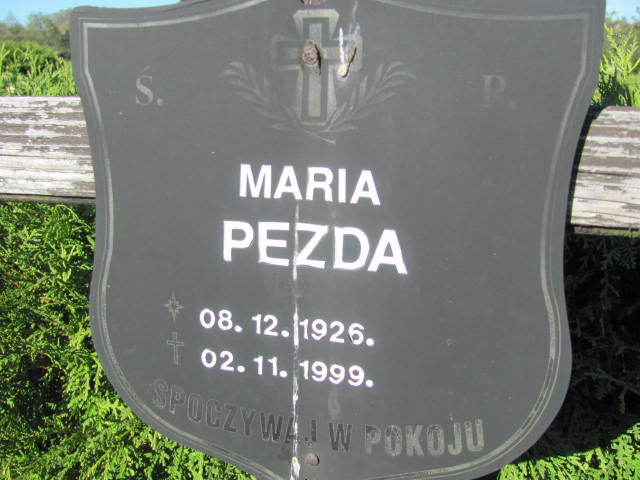 Ś. P.
MARIA
PEZDA
08.12.1926.
02.11.1999.
SPOCZYWAJ W POKOJU